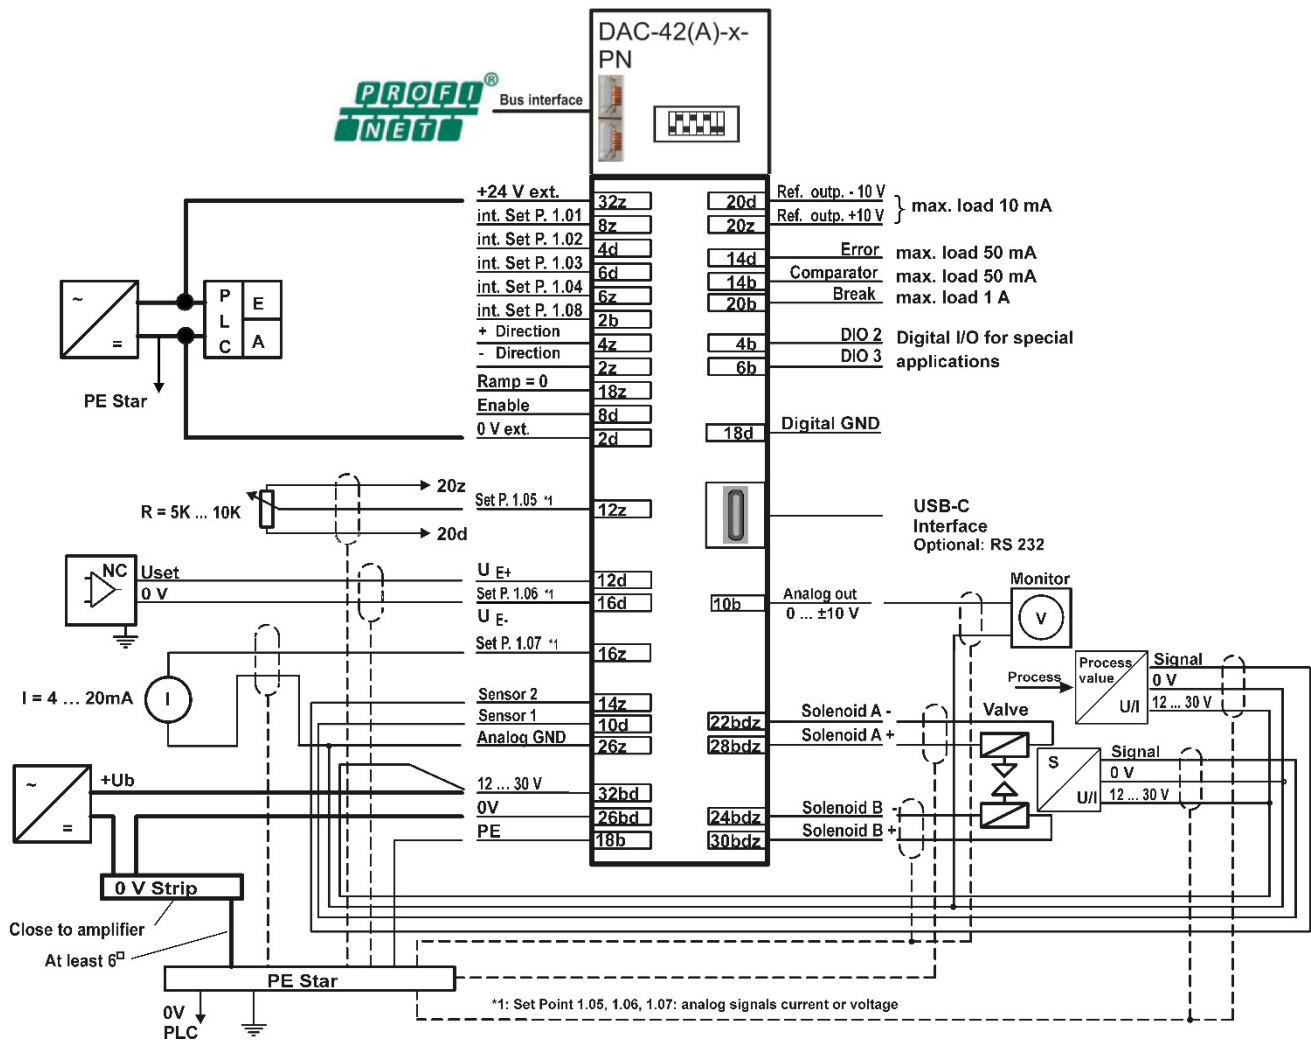 DAC-42(A)-x-
PN
PROFI®
NET
Bus interface
+24 V ext.
32z
int. Set P. 1.01
8z
int. Set P. 1.02
4d
int. Set P. 1.03
6d
int. Set P. 1.04
6z
int. Set P. 1.08
2b
+ Direction
4z
- Direction
2z
Ramp = 0
18z
Enable
8d
0 V ext.
2d
20d
Ref. outp. - 10 V
20z
Ref. outp. +10 V
} max. load 10 mA
14d
Error
max. load 50 mA
14b
Comparator
max. load 50 mA
20b
Break
max. load 1 A
4b
DIO 2
6b
DIO 3
Digital I/O for special
applications
18d
Digital GND
~
=
P
L
C
E
A
PE Star
20z
R = 5K ... 10K
20d
Set P. 1.05 *1
12z
USB-C
Interface
Optional: RS 232
NC
Uset
0 V
U E+
12d
Set P. 1.06 *1
16d
U E-
Set P. 1.07 *1
16z
I = 4 ... 20mA
I
Sensor 2
14z
Sensor 1
10d
Analog GND
26z
10b
Analog out
0 ... ±10 V
Monitor
V
Process
Process
value
U/I
Signal
0 V
12 ... 30 V
22bdz
Solenoid A -
28bdz
Solenoid A +
Valve
S
U/I
Signal
0 V
12 ... 30 V
24bdz
Solenoid B -
30bdz
Solenoid B +
~
=
+Ub
12 ... 30 V
32bd
0V
26bd
PE
18b
0 V Strip
Close to amplifier
At least 6□
PE Star
0V
PLC
*1: Set Point 1.05, 1.06, 1.07: analog signals current or voltage